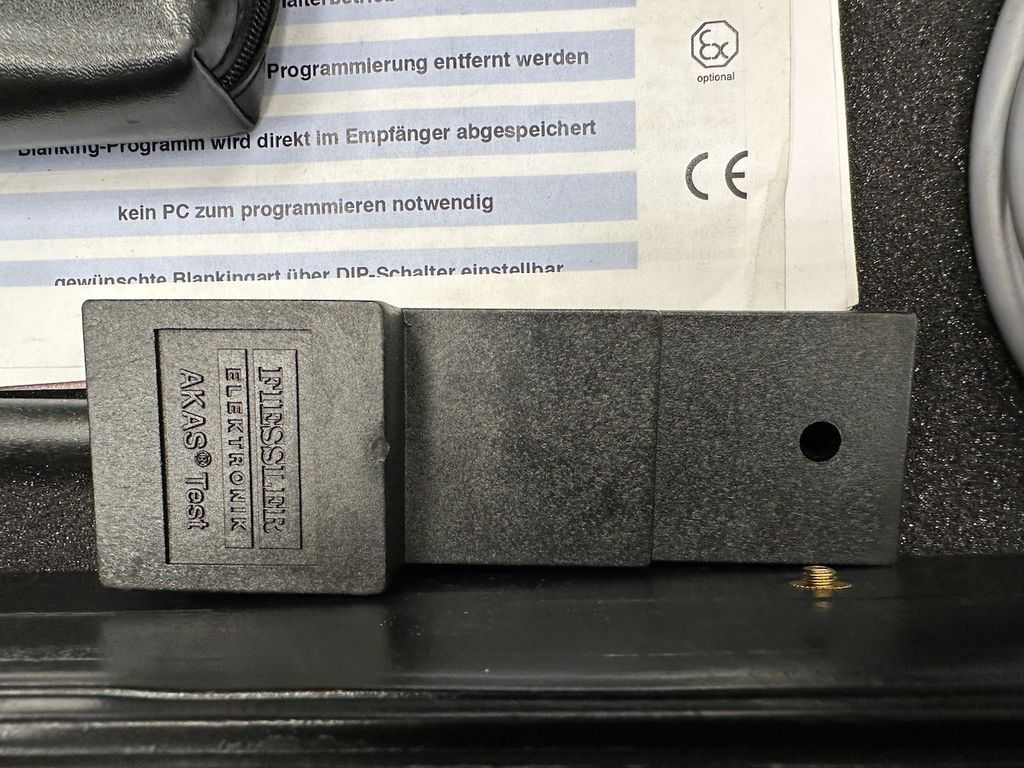 Programmierung entfernt werden
Blanking-Programm wird direkt im Empfänger abgespeichert
kein PC zum programmieren notwendig
gewünschte Blankingart über DIP-Schalter einstellbar
Ex
optional
CE
FIESSLER
ELEKTRONIK
AKAS® Test